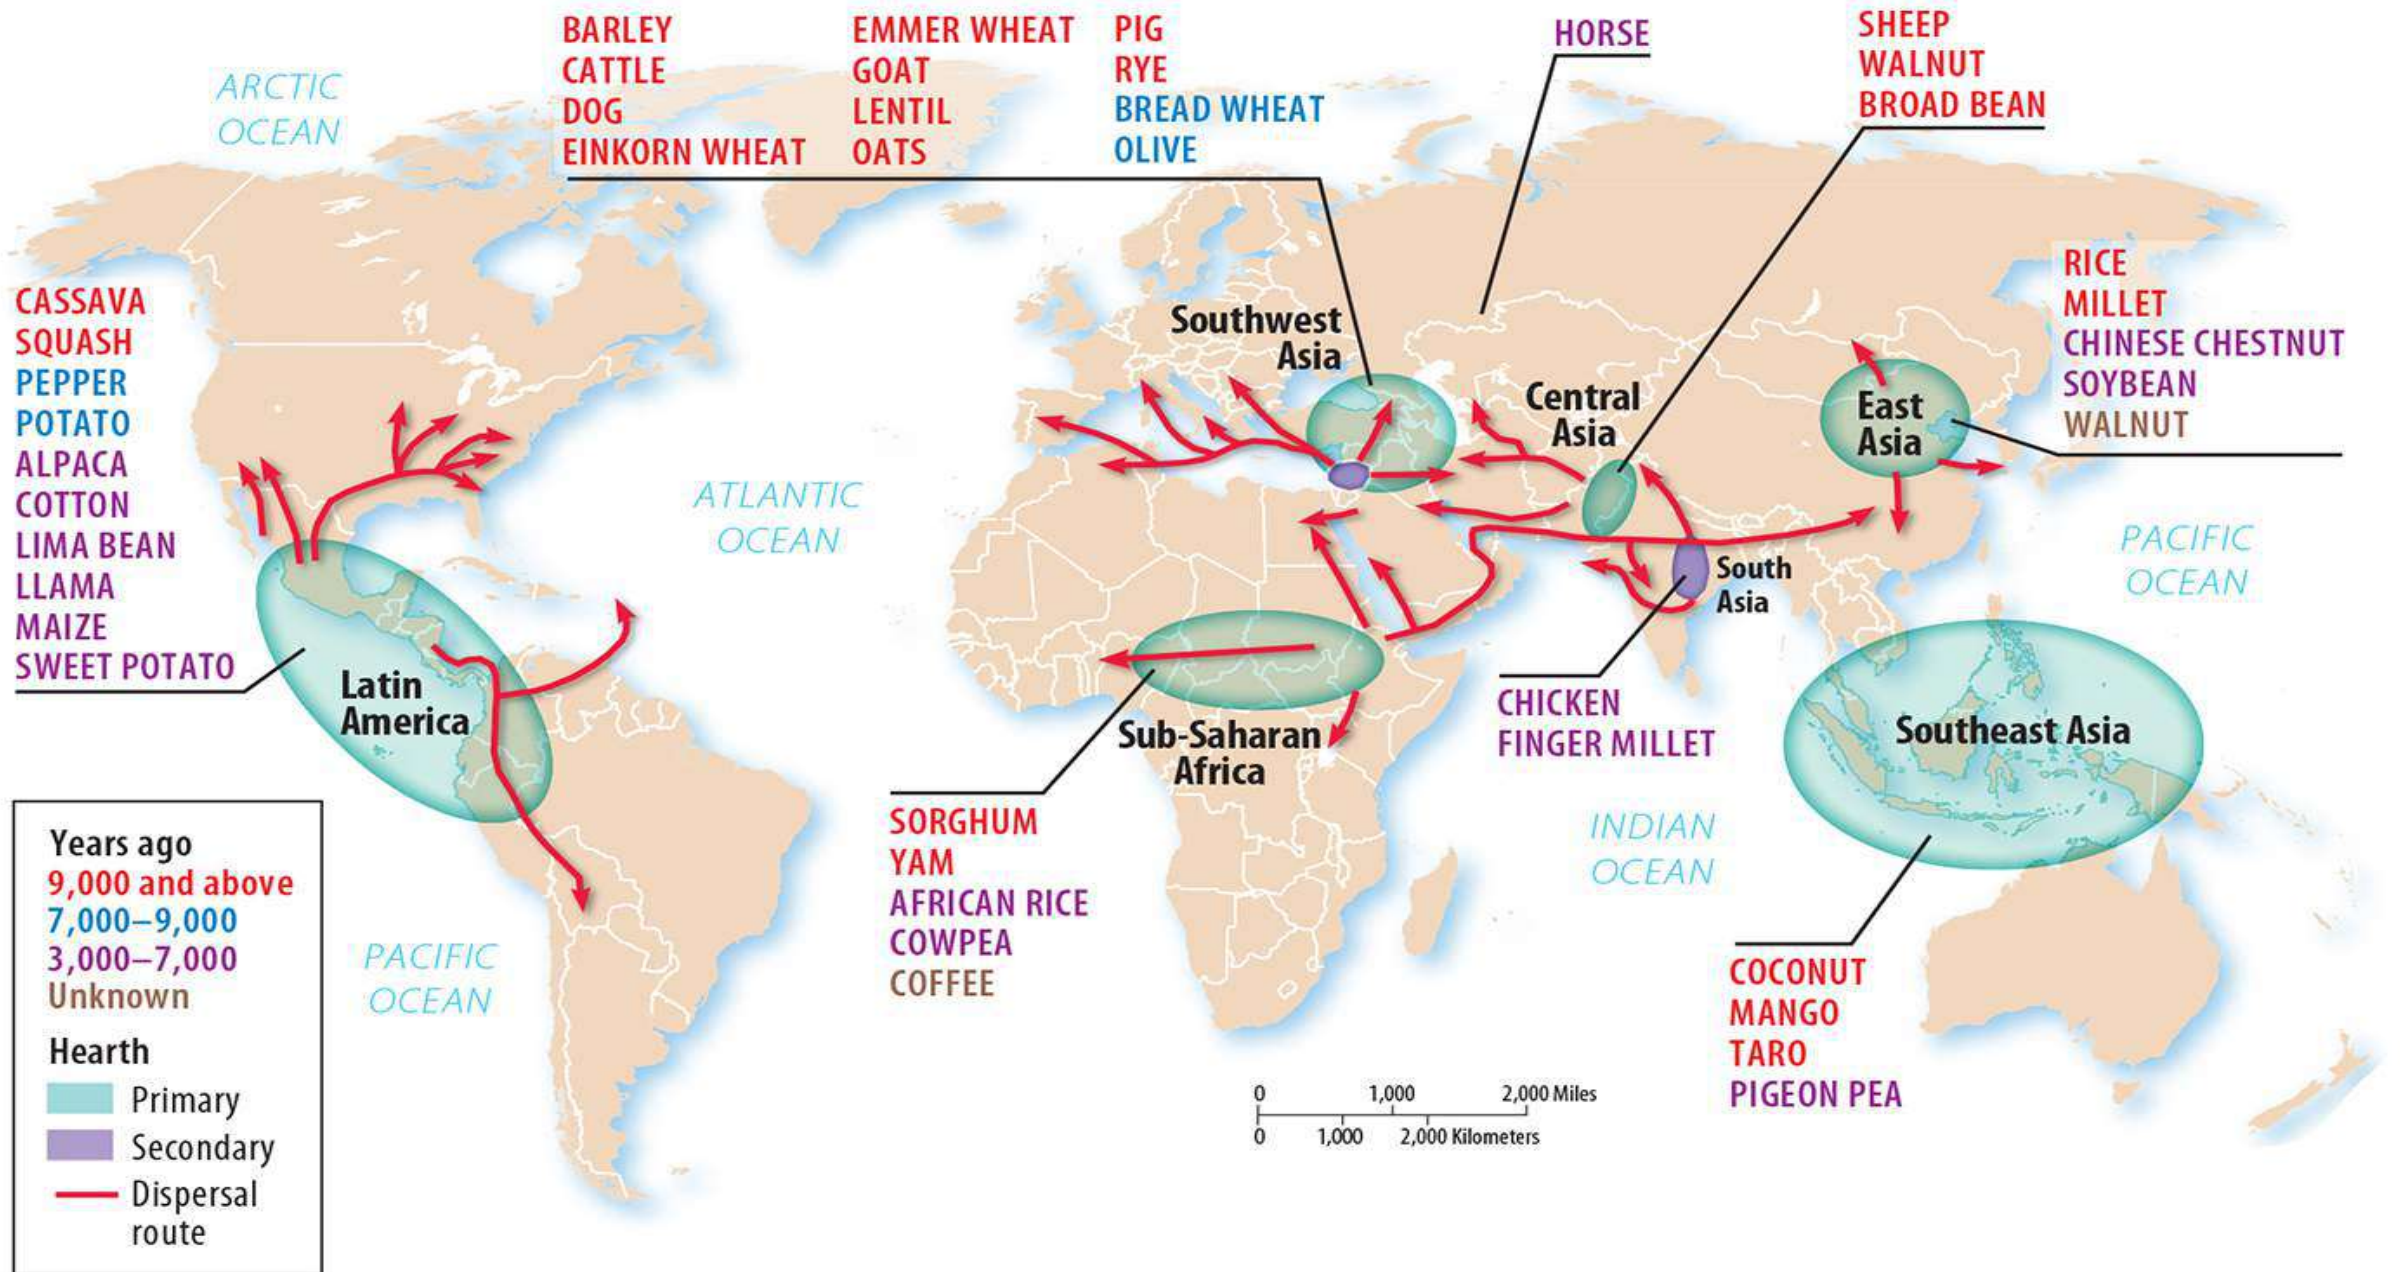 BARLEY
CATTLE
DOG
EINKORN WHEAT
EMMER WHEAT
GOAT
LENTIL
OATS
PIG
RYE
BREAD WHEAT
OLIVE
HORSE
SHEEP
WALNUT
BROAD BEAN
ARCTIC
OCEAN
RICE
MILLET
CHINESE CHESTNUT
SOYBEAN
WALNUT
CASSAVA
SQUASH
PEPPER
POTATO
ALPACA
COTTON
LIMA BEAN
LLAMA
MAIZE
SWEET POTATO
Southwest
Asia
Central
Asia
East
Asia
ATLANTIC
OCEAN
PACIFIC
OCEAN
South
Asia
Latin
America
Sub-Saharan
Africa
CHICKEN
FINGER MILLET
Southeast Asia
SORGHUM
YAM
AFRICAN RICE
COWPEA
COFFEE
INDIAN
OCEAN
PACIFIC
OCEAN
COCONUT
MANGO
TARO
PIGEON PEA
Years ago
9,000 and above
7,000–9,000
3,000–7,000
Unknown
Hearth
Primary
Secondary
Dispersal
route
0 1,000 2,000 Miles
0 1,000 2,000 Kilometers